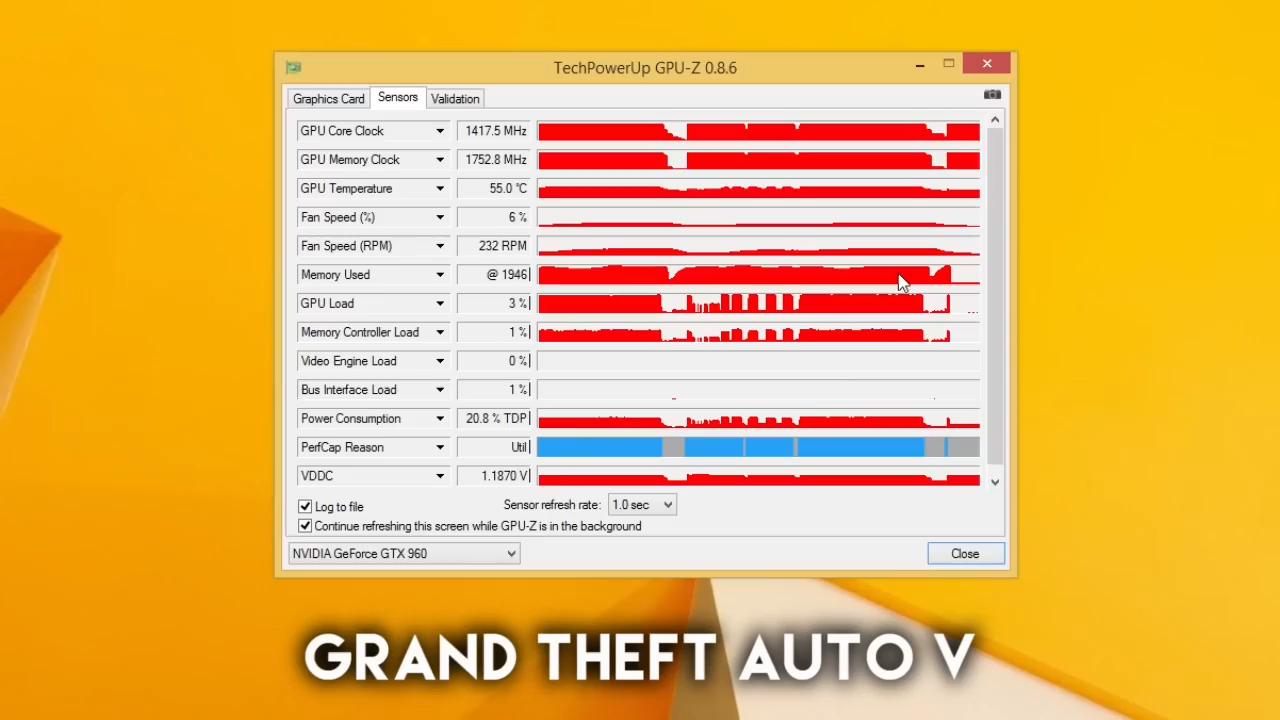 TechPowerUp GPU-Z 0.8.6
Graphics Card Sensors Validation
GPU Core Clock 1417.5 MHz
GPU Memory Clock 1752.8 MHz
GPU Temperature 55.0 °C
Fan Speed (%) 6 %
Fan Speed (RPM) 232 RPM
Memory Used @ 1946
GPU Load 3 %
Memory Controller Load 1 %
Video Engine Load 0 %
Bus Interface Load 1 %
Power Consumption 20.8 % TDP
PerfCap Reason Util
VDDC 1.1870 V
Log to file Sensor refresh rate: 1.0 sec
Continue refreshing this screen while GPU-Z is in the background
NVIDIA GeForce GTX 960 Close
GRAND THEFT AUTO V